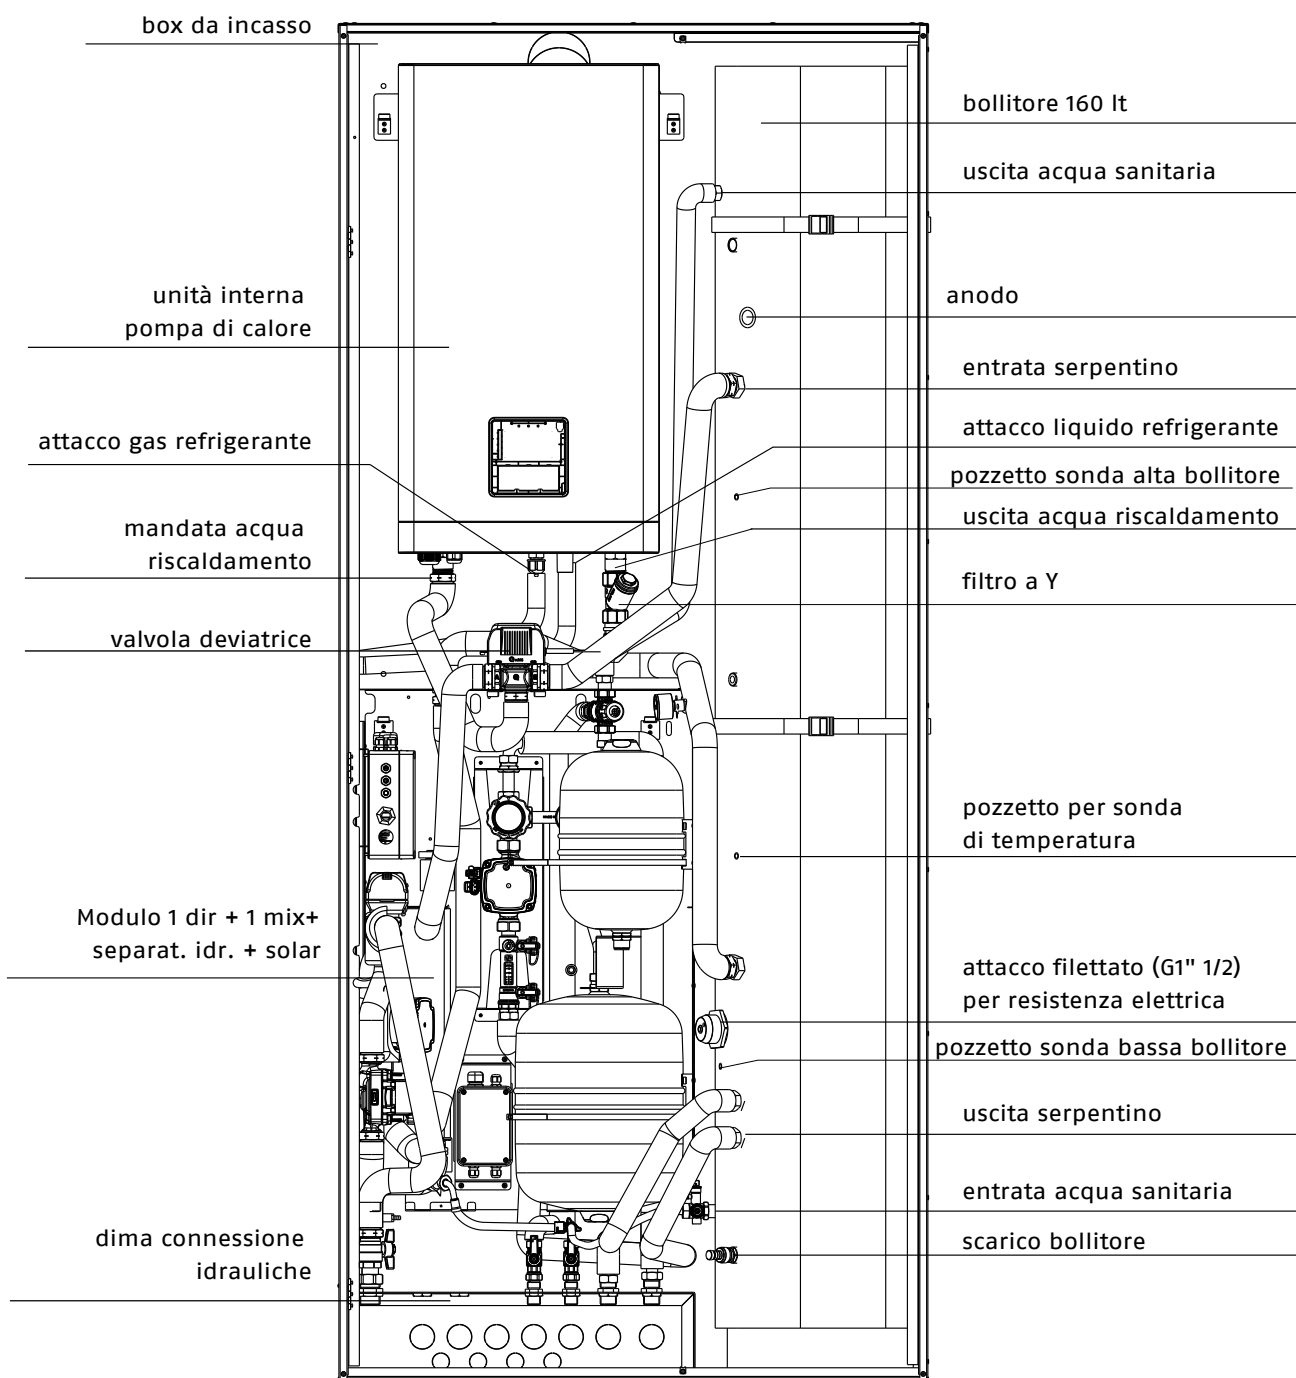 box da incasso
unità interna
pompa di calore
attacco gas refrigerante
mandata acqua
riscaldamento
valvola deviatrice
Modulo 1 dir + 1 mix+
separat. idr. + solar
dima connessione
idrauliche
bollitore 160 lt
uscita acqua sanitaria
anodo
entrata serpentino
attacco liquido refrigerante
pozzetto sonda alta bollitore
uscita acqua riscaldamento
filtro a Y
pozzetto per sonda
di temperatura
attacco filettato (G1" 1/2)
per resistenza elettrica
pozzetto sonda bassa bollitore
uscita serpentino
entrata acqua sanitaria
scarico bollitore